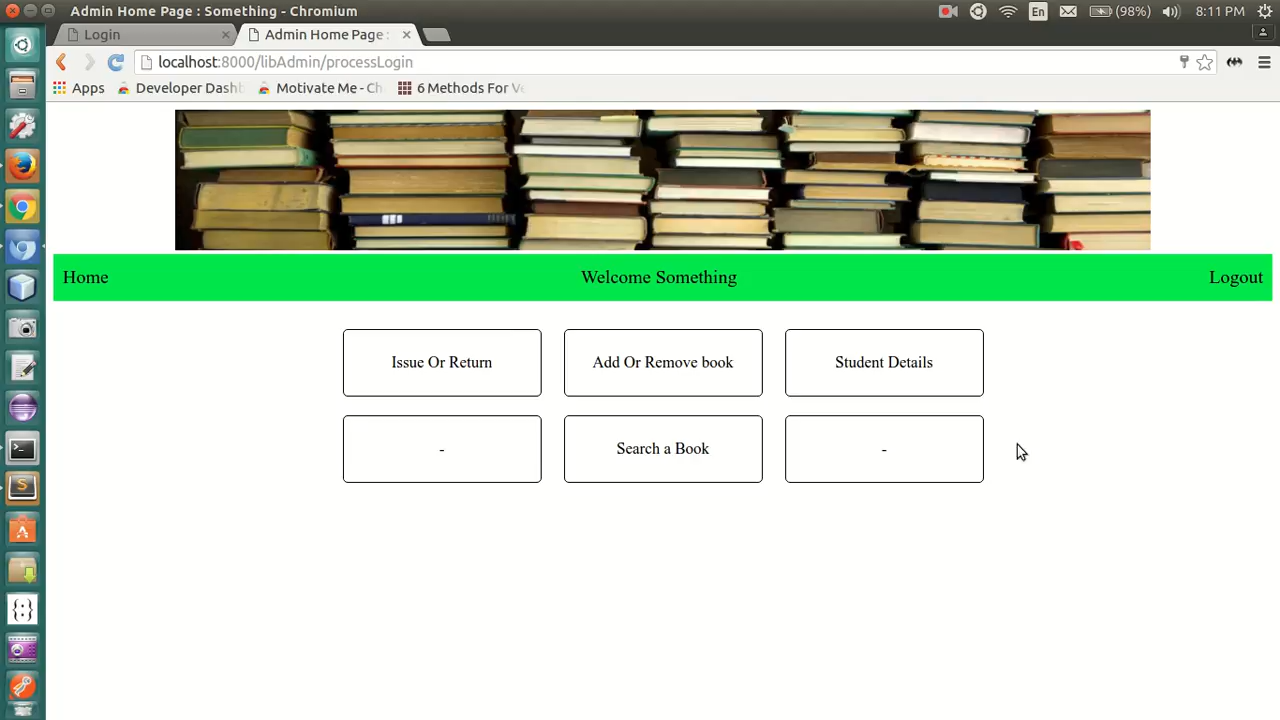 Admin Home Page : Something - Chromium
En
(98%)
8:11 PM
Login
Admin Home Page :
localhost:8000/libAdmin/processLogin
Apps
Developer Dashb
Motivate Me - Ch
6 Methods For Ve
Home
Welcome Something
Logout
Issue Or Return
Add Or Remove book
Student Details
-
Search a Book
-